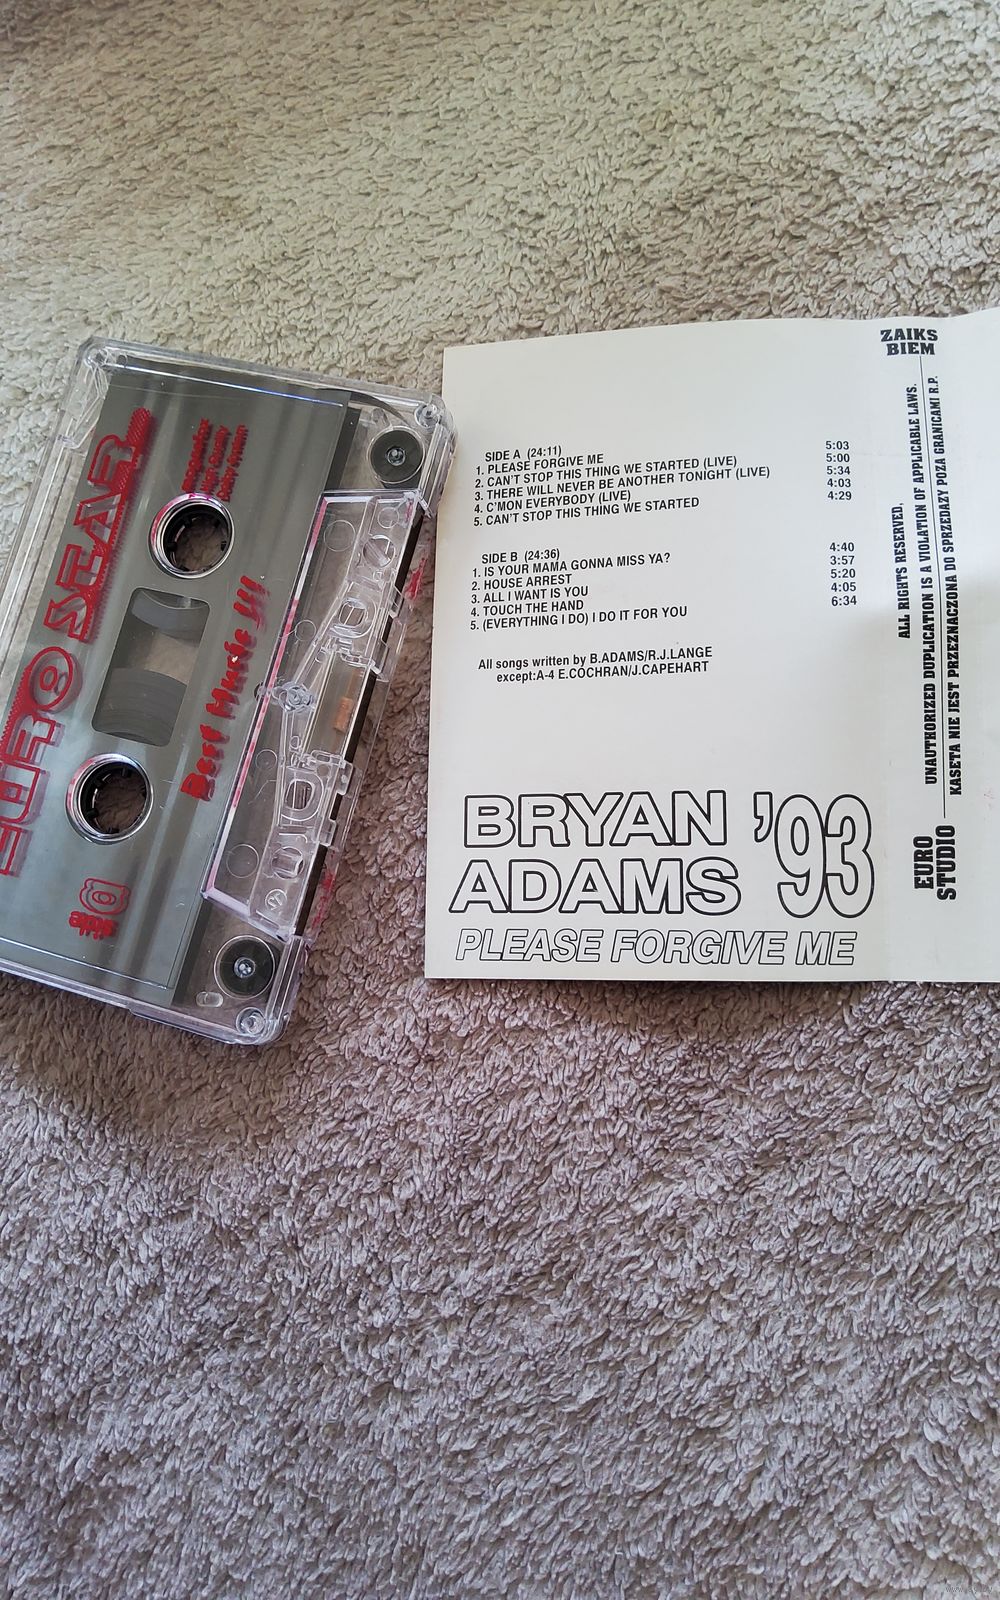 EURO STAR
High Quality
Best Music !!!
side a
SIDE A (24:11)
1. PLEASE FORGIVE ME 5:03
2. CAN'T STOP THIS THING WE STARTED (LIVE) 5:00
3. THERE WILL NEVER BE ANOTHER TONIGHT (LIVE) 5:34
4. C'MON EVERYBODY (LIVE) 4:03
5. CAN'T STOP THIS THING WE STARTED 4:29
SIDE B (24:36)
1. IS YOUR MAMA GONNA MISS YA? 4:40
2. HOUSE ARREST 3:57
3. ALL I WANT IS YOU 5:20
4. TOUCH THE HAND 4:05
5. (EVERYTHING I DO) I DO IT FOR YOU 6:34
All songs written by B.ADAMS/R.J.LANGE
except:A-4 E.COCHRAN/J.CAPEHART
BRYAN
ADAMS '93
PLEASE FORGIVE ME
ZAIKS
BIEM
ALL RIGHTS RESERVED,
UNAUTHORIZED DUPLICATION IS A VIOLATION OF APPLICABLE LAWS.
KASETA NIE JEST PRZEZNACZONA DO SPRZEDAZY POZA GRANICAMI R.P.
EURO
STUDIO